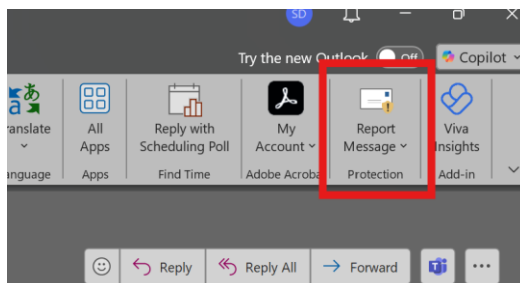 SD
Try the new Outlook Off Copilot
あ
a
ranslate All Reply with My Report Viva
Apps Scheduling Poll Account Message Insights
anguage Apps Find Time Adobe Acroba Protection Add-in
Reply Reply All Forward